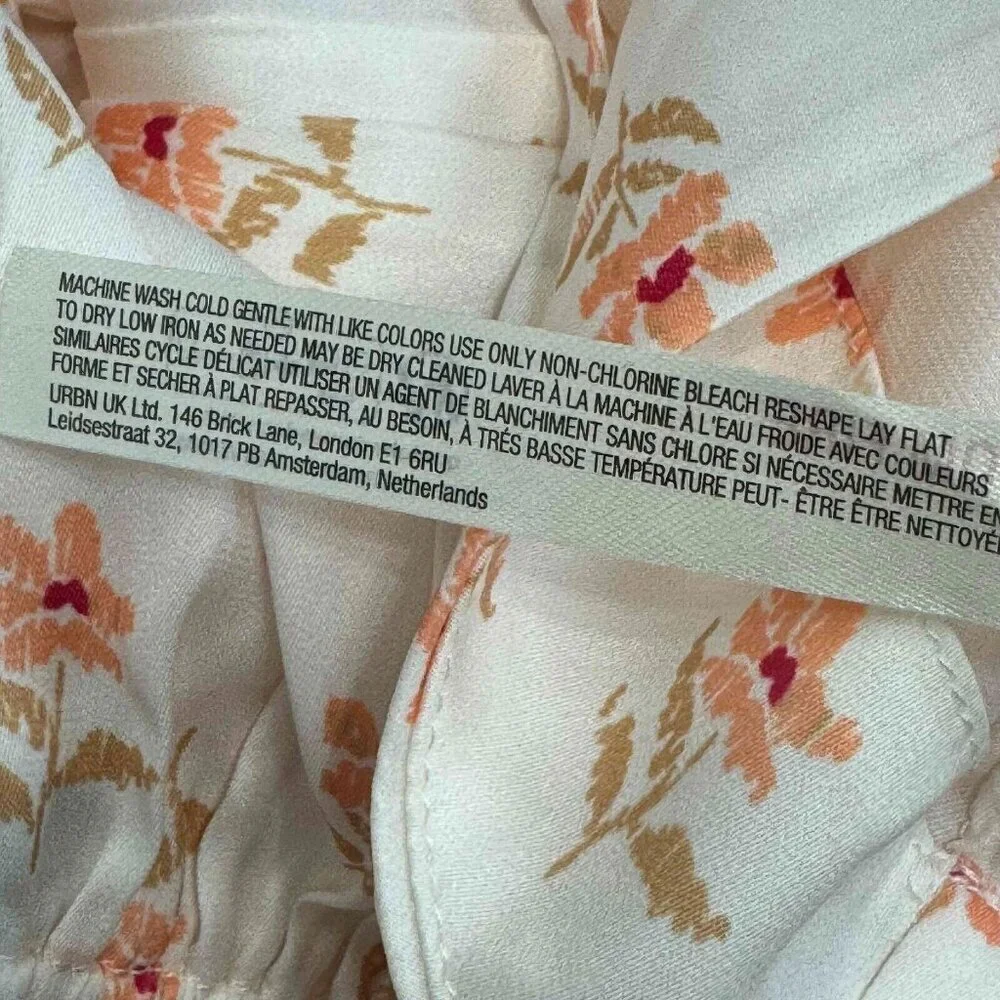 MACHINE WASH COLD GENTLE WITH LIKE COLORS USE ONLY NON-CHLORINE BLEACH RESHAPE LAY FLAT
TO DRY LOW IRON AS NEEDED MAY BE DRY CLEANED LAVER À LA MACHINE À L'EAU FROIDE AVEC COULEURS
SIMILAIRES CYCLE DÉLICAT UTILISER UN AGENT DE BLANCHIMENT SANS CHLORE SI NÉCESSAIRE METTRE EN
FORME ET SECHER À PLAT REPASSER, AU BESOIN, À TRÉS BASSE TEMPÉRATURE PEUT- ÊTRE ÊTRE NETTOYÉ
URBN UK Ltd. 146 Brick Lane, London E1 6RU
Leidsestraat 32, 1017 PB Amsterdam, Netherlands